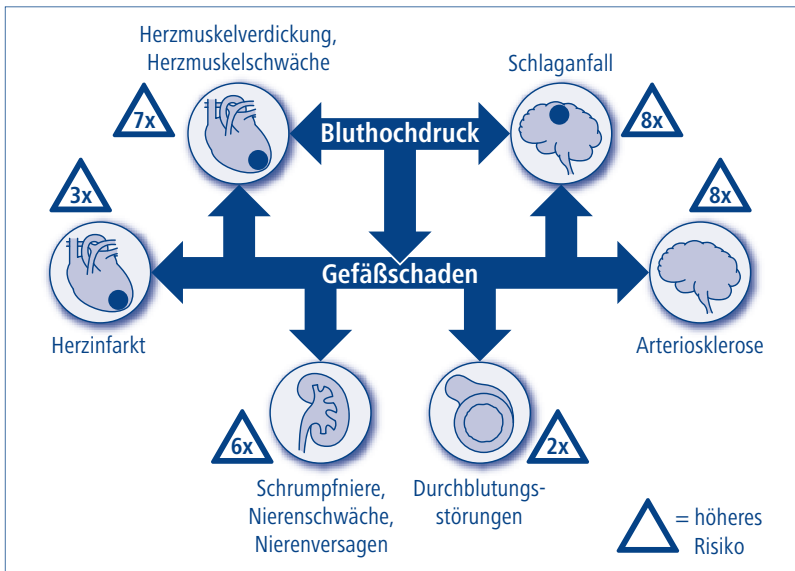 Herzmuskelverdickung,
Herzmuskelschwäche
Schlaganfall
7x
Bluthochdruck
8x
3x
8x
Gefäßschaden
Herzinfarkt
Arteriosklerose
6x
2x
Schrumpfniere,
Nierenschwäche,
Nierenversagen
Durchblutungs-
störungen
= höheres
Risiko